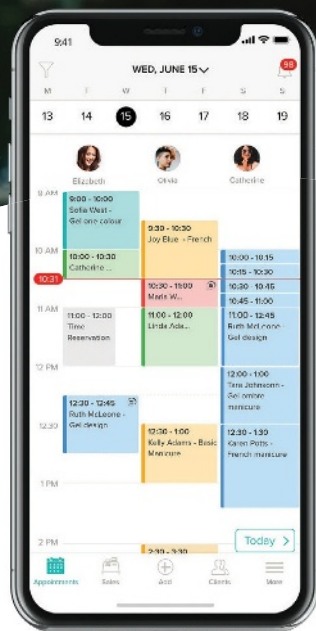 9:41
WED, JUNE 15
98
M T W T F S S
13 14 15 16 17 18 19
Elizabeth Olivia Catherine
9 AM
9:00 - 10:00
Sofia West -
Gel one colour
9:30 - 10:30
Joy Blue - French
10 AM
10:00 - 10:30
Catherine ...
10:00 - 10:15
10:15 - 10:30
10:31
10:30 - 11:00
Maria W...
10:30 - 10:45
10:45 - 11:00
11 AM
11:00 - 12:00
Time
Reservation
11:00 - 12:00
Linda Ada...
11:00 - 12:45
Ruth McLeone -
Gel design
12 PM
12:00 - 1:00
Tara Johnsonn -
Gel ombre
manicure
12:30
12:30 - 12:45
Ruth McLeone -
Gel design
12:30 - 1:00
Kelly Adams - Basic
Manicure
12:30 - 1:30
Karen Potts -
French manicure
1 PM
2 PM
2:30 - 3:30
Today >
Appointments Sales Add Clients More